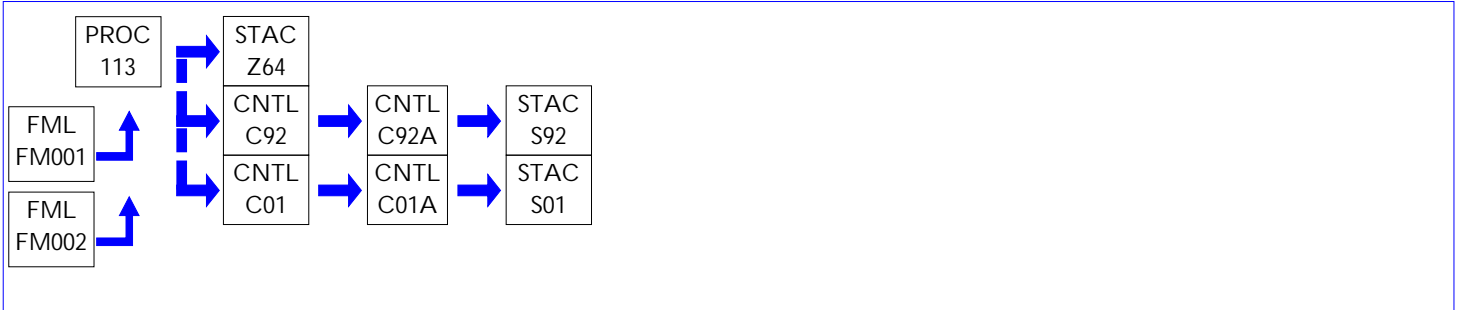 PROC
113
STAC
Z64
FML
FM001
CNTL
C92
CNTL
C92A
STAC
S92
FML
FM002
CNTL
C01
CNTL
C01A
STAC
S01